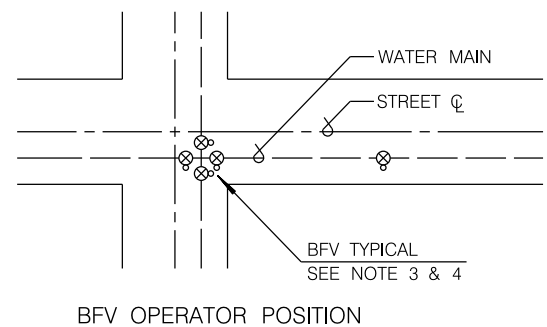 WATER MAIN
STREET ℄
BFV TYPICAL
SEE NOTE 3 & 4
BFV OPERATOR POSITION